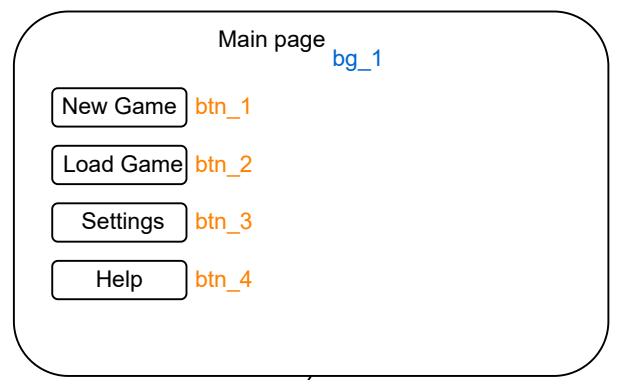 Main page
bg_1
New Game btn_1
Load Game btn_2
Settings btn_3
Help btn_4